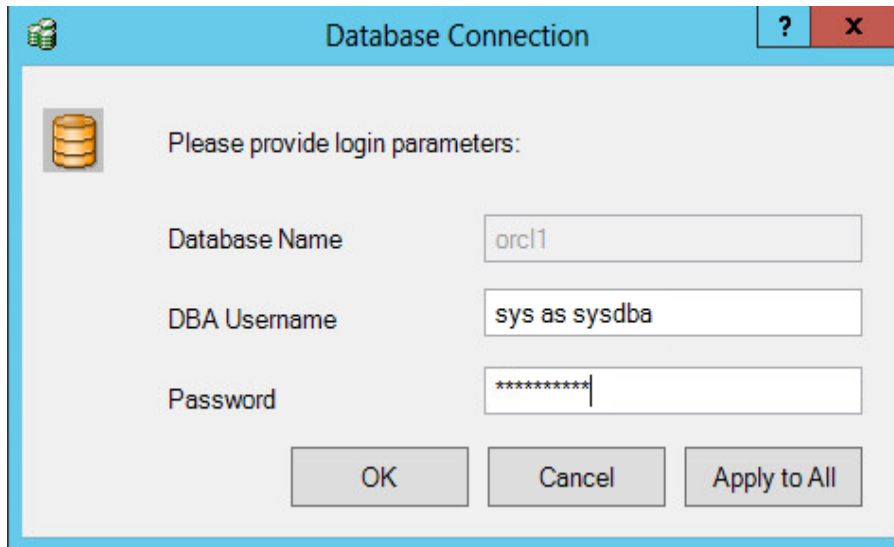 Database Connection
?
x
Please provide login parameters:
Database Name
orcl1
DBA Username
sys as sysdba
Password
**********
OK
Cancel
Apply to All